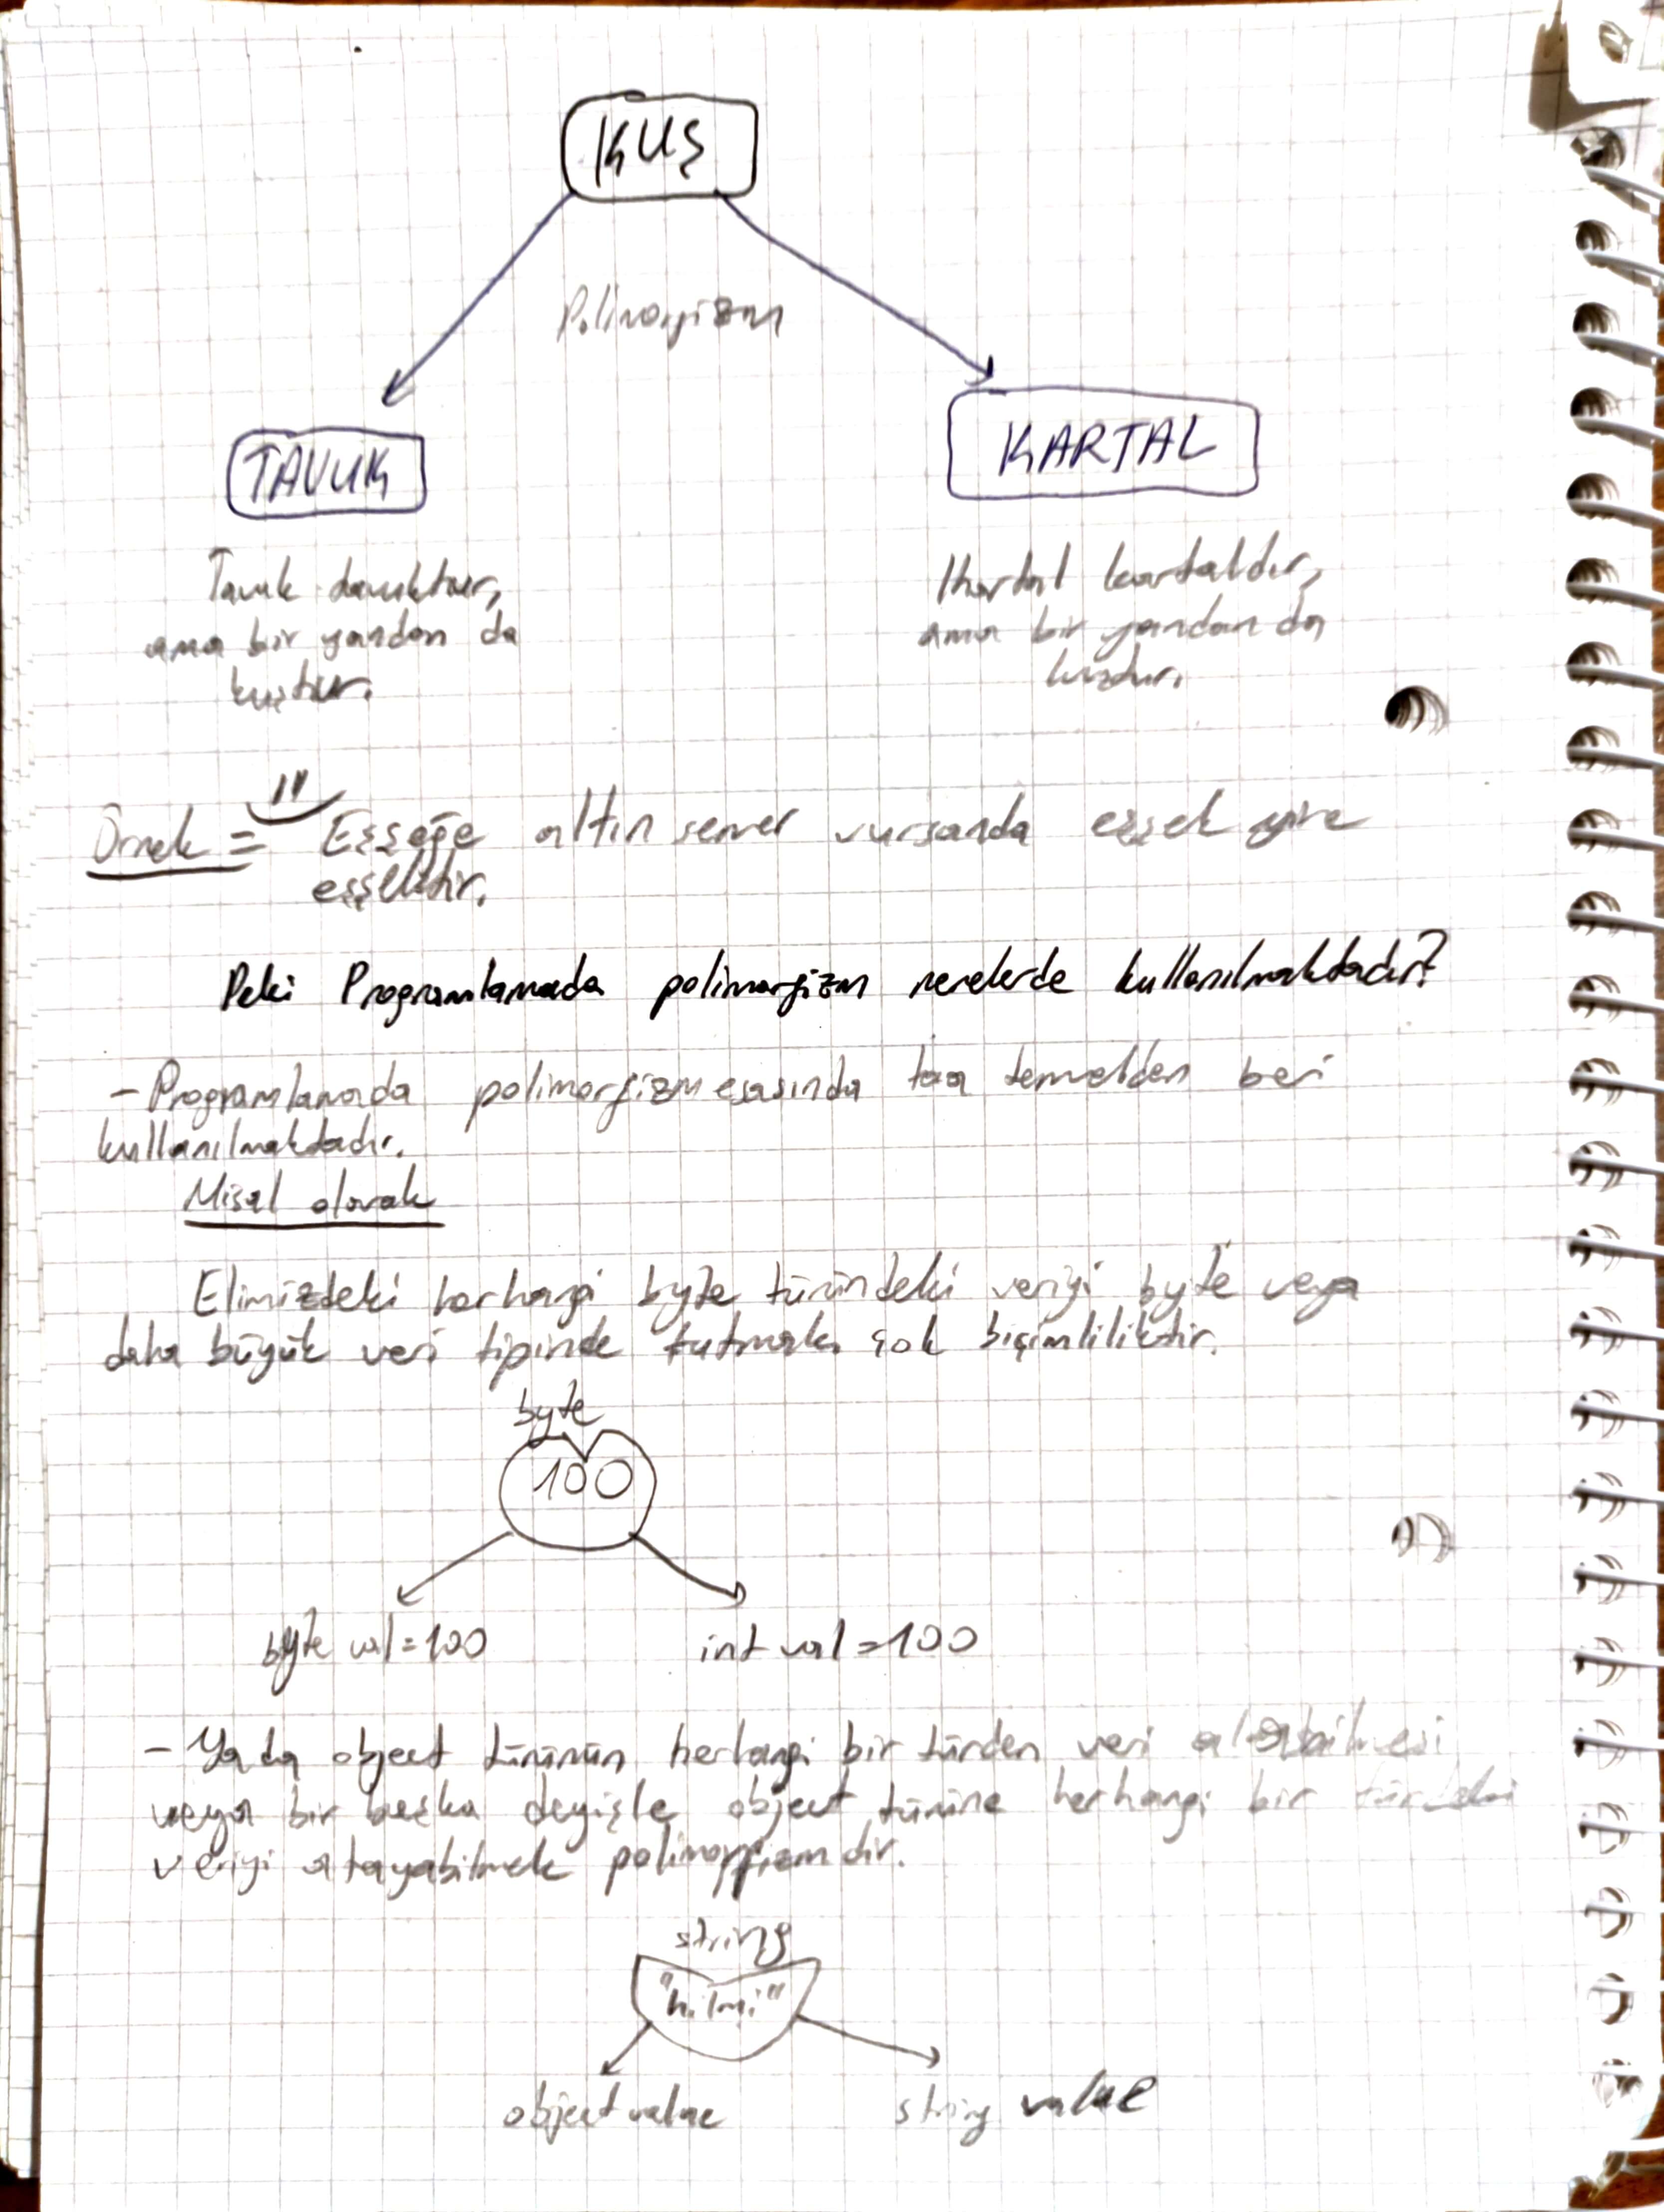 KUŞ
Polimorfizm
TAVUK
KARTAL
Tavuk tavuktur,
ama bir yandan da
kuştur.
Kartal kartaldır,
ama bir yandan da
kuştur.
Örnek = Eşşeğe altın semer vursanda eşşek yine
eşşektir.
Peki Programlamada polimorfizm nerelerde kullanılmaktadır?
- Programlamada polimorfizm esasında taa temelden beri
kullanılmaktadır.
Misal olarak
Elimizdeki herhangi byte türündeki veriyi byte veya
daha büyük veri tipinde tutmak çok biçimliliktir.
byte
100
byte val=100
int val=100
- Ya da object türünün herhangi bir türden veri alabilmesi
veya bir başka deyişle object türüne herhangi bir türdeki
veriyi atayabilmek polimorfizmdir.
string
"hilmi"
object value
string value